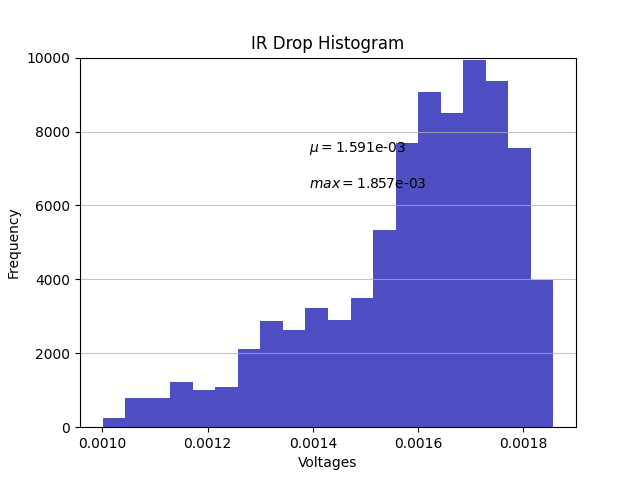 IR Drop Histogram
10000
8000
6000
4000
2000
0
Frequency
μ = 1.591e-03
max = 1.857e-03
0.0010 0.0012 0.0014 0.0016 0.0018
Voltages